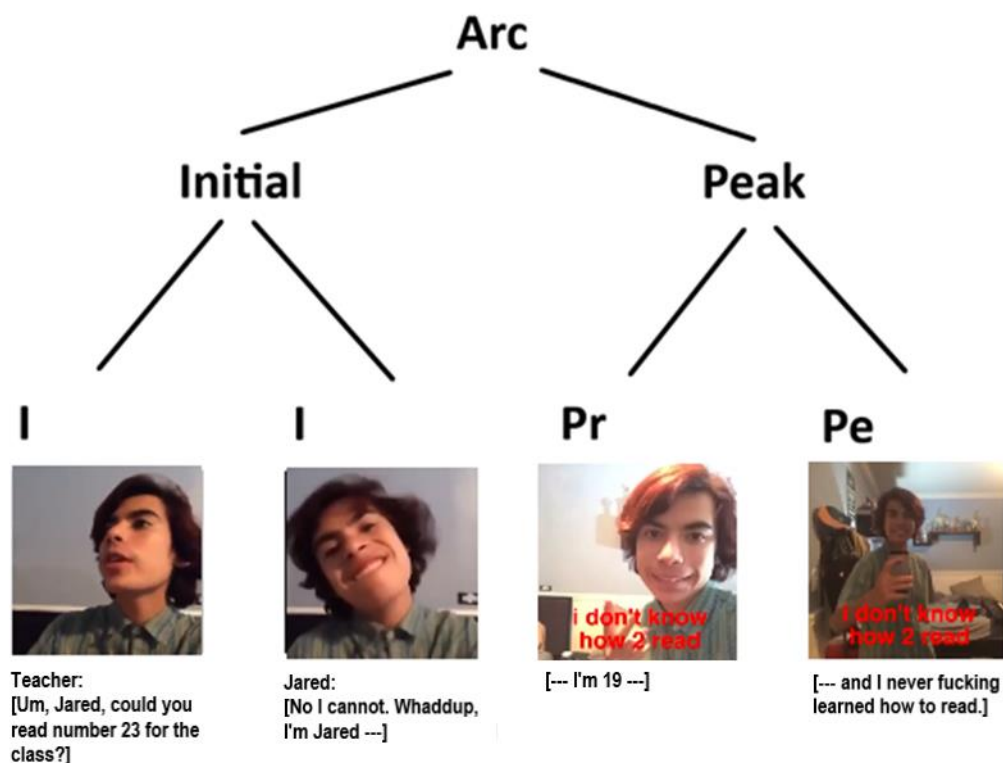 Arc
Initial
Peak
I
I
Pr
Pe
i don't know
how 2 read
i don't know
how 2 read
Teacher:
[Um, Jared, could you
read number 23 for the
class?]
Jared:
[No I cannot. Whaddup,
I'm Jared ---]
[--- I'm 19 ---]
[--- and I never fucking
learned how to read.]